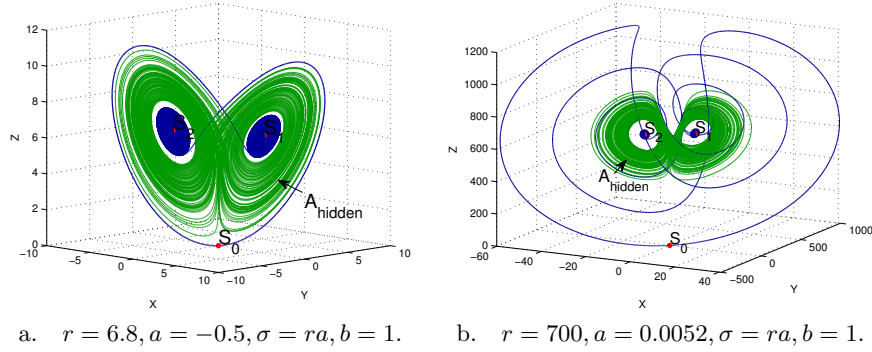 12
10
8
6
4
2
0
Z
−10
−5
0
5
10
X
−10
−5
0
5
10
Y
S2
S1
S0
Ahidden
1200
1000
800
600
400
200
0
Z
−60
−40
−20
0
20
40
X
−500
0
500
1000
Y
S2
S1
S0
Ahidden
a. r = 6.8, a = −0.5, σ = ra, b = 1.
b. r = 700, a = 0.0052, σ = ra, b = 1.